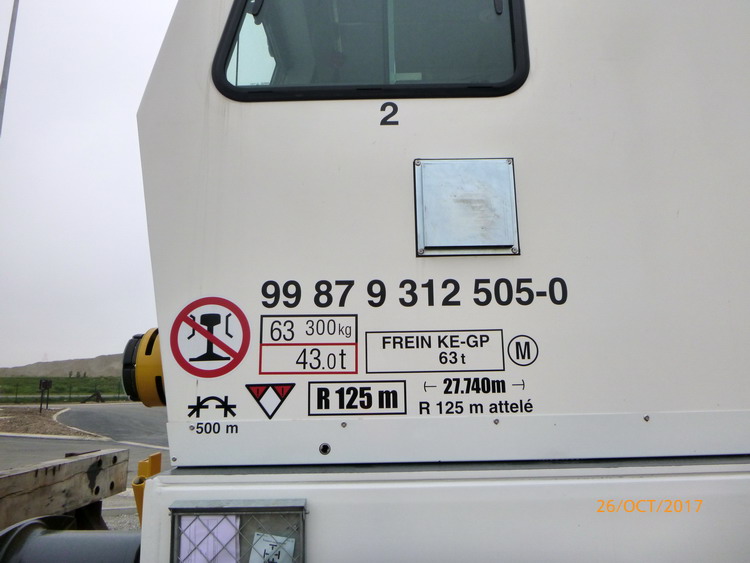 2
99 87 9 312 505-0
63 300kg
43.0t
FREIN KE-GP
63t
M
R 125 m
27.740m
R 125 m attelé
500 m
26/OCT/2017